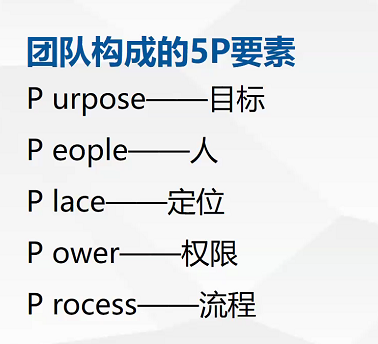 团队构成的5P要素
P urpose——目标
P eople——人
P lace——定位
P ower——权限
P rocess——流程